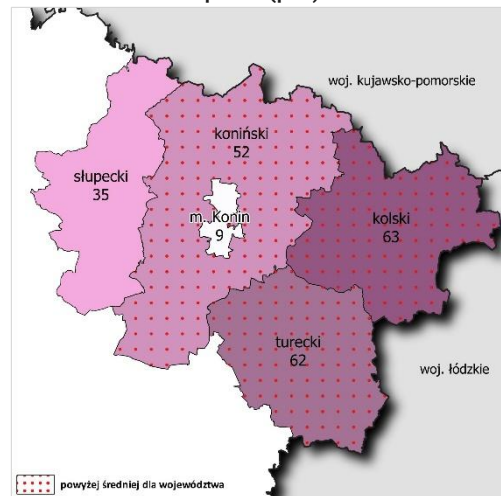 woj. kujawsko-pomorskie
koniński
52
słupecki
35
m. Konin
9
kolski
63
turecki
62
woj. łódzkie
powyżej średniej dla województwa